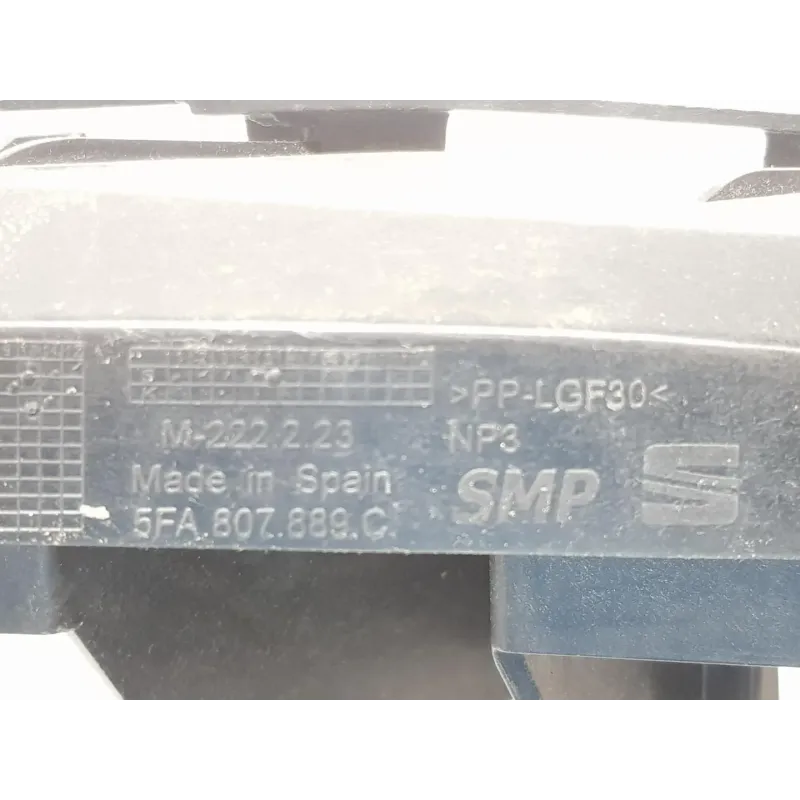 >PP-LGF30<
M-222.2.23
NP3
Made in Spain
SMP
5FA.807.889.C